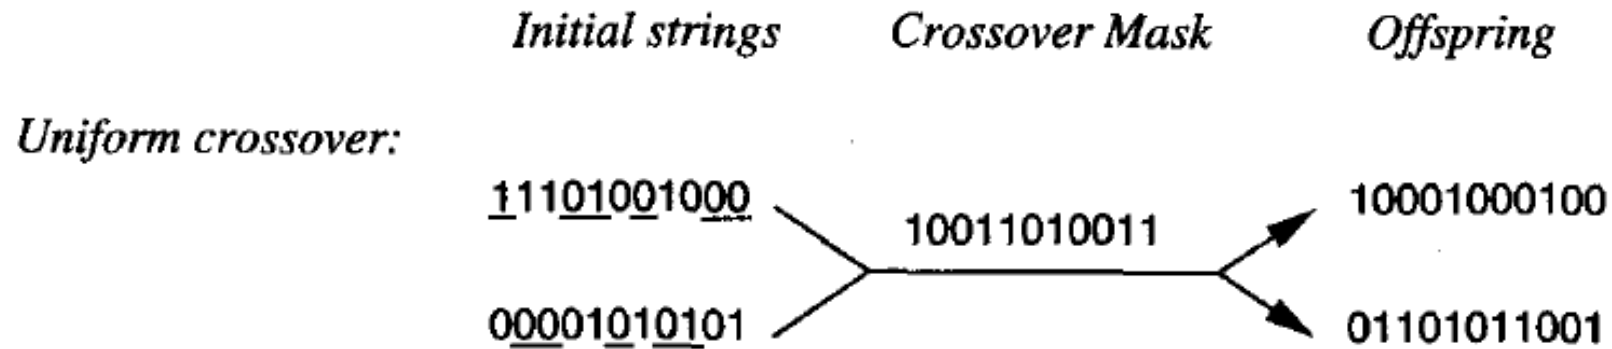 Initial strings Crossover Mask Offspring
Uniform crossover:
11101001000 10011010011 10001000100
00001010101 01101011001